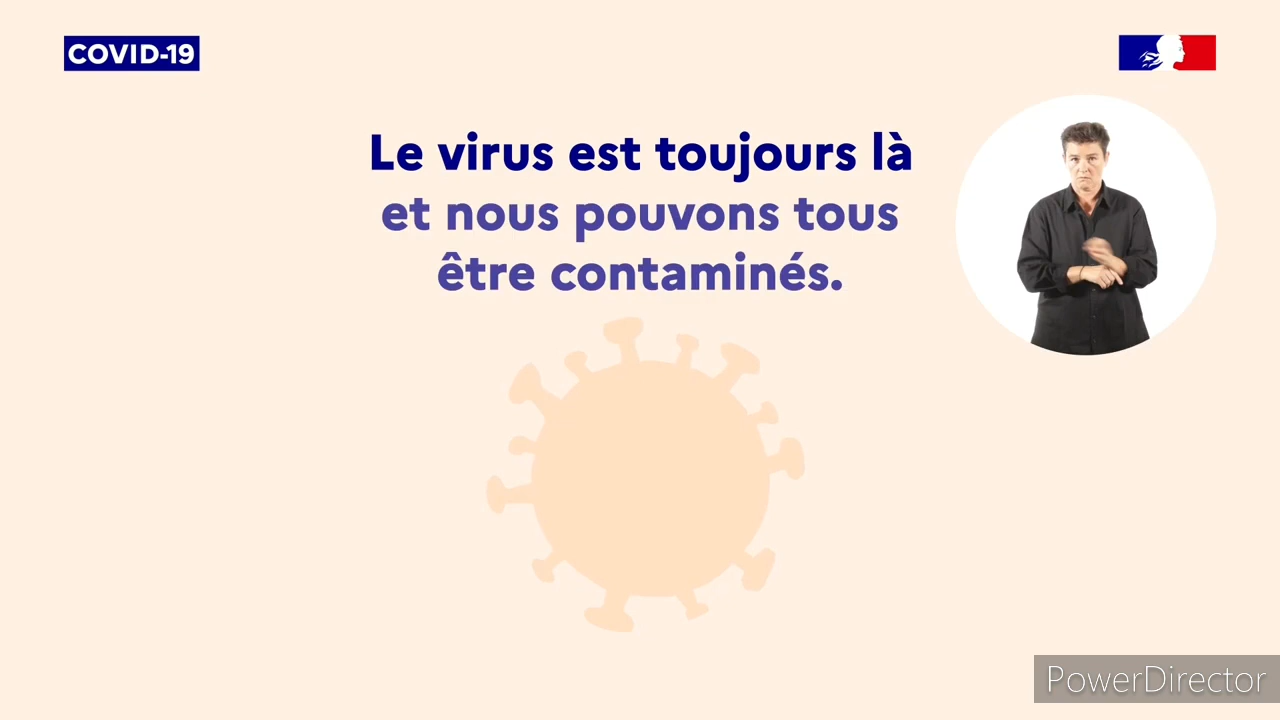 COVID-19
Le virus est toujours là
et nous pouvons tous
être contaminés.
PowerDirector